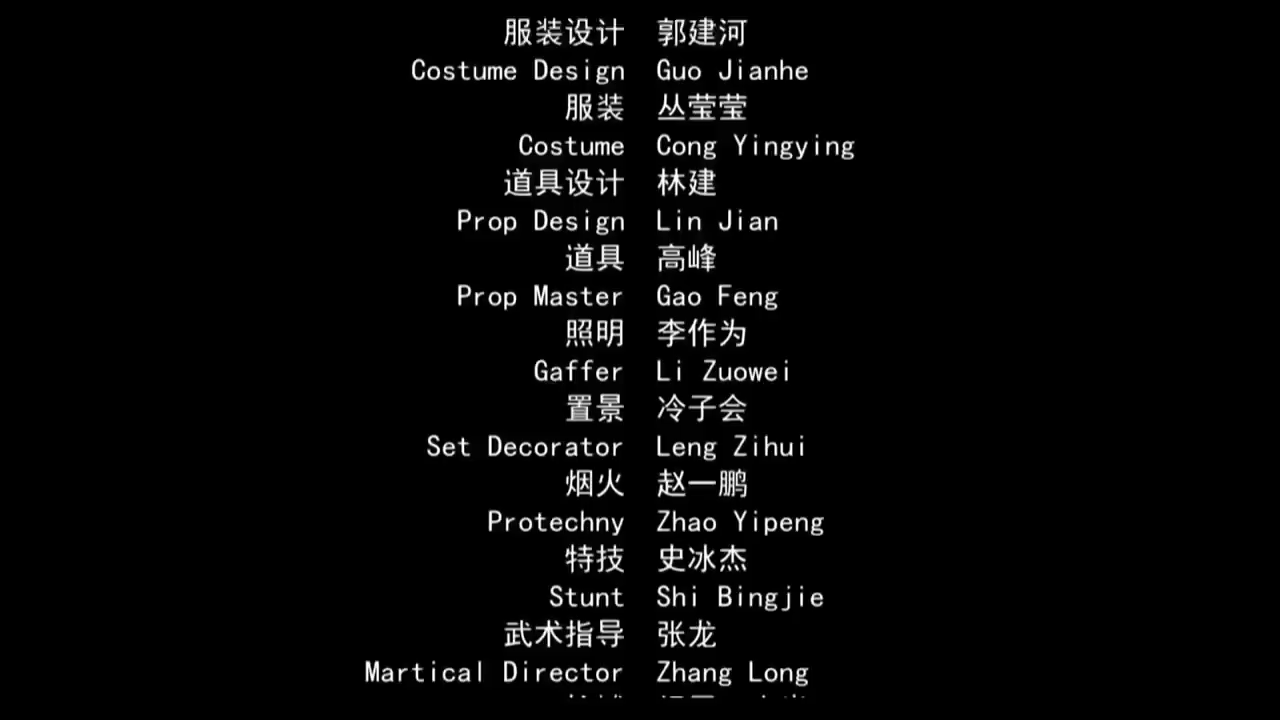 服装设计 郭建河
Costume Design Guo Jianhe
服装 丛莹莹
Costume Cong Yingying
道具设计 林建
Prop Design Lin Jian
道具 高峰
Prop Master Gao Feng
照明 李作为
Gaffer Li Zuowei
置景 冷子会
Set Decorator Leng Zihui
烟火 赵一鹏
Protechny Zhao Yipeng
特技 史冰杰
Stunt Shi Bingjie
武术指导 张龙
Martical Director Zhang Long